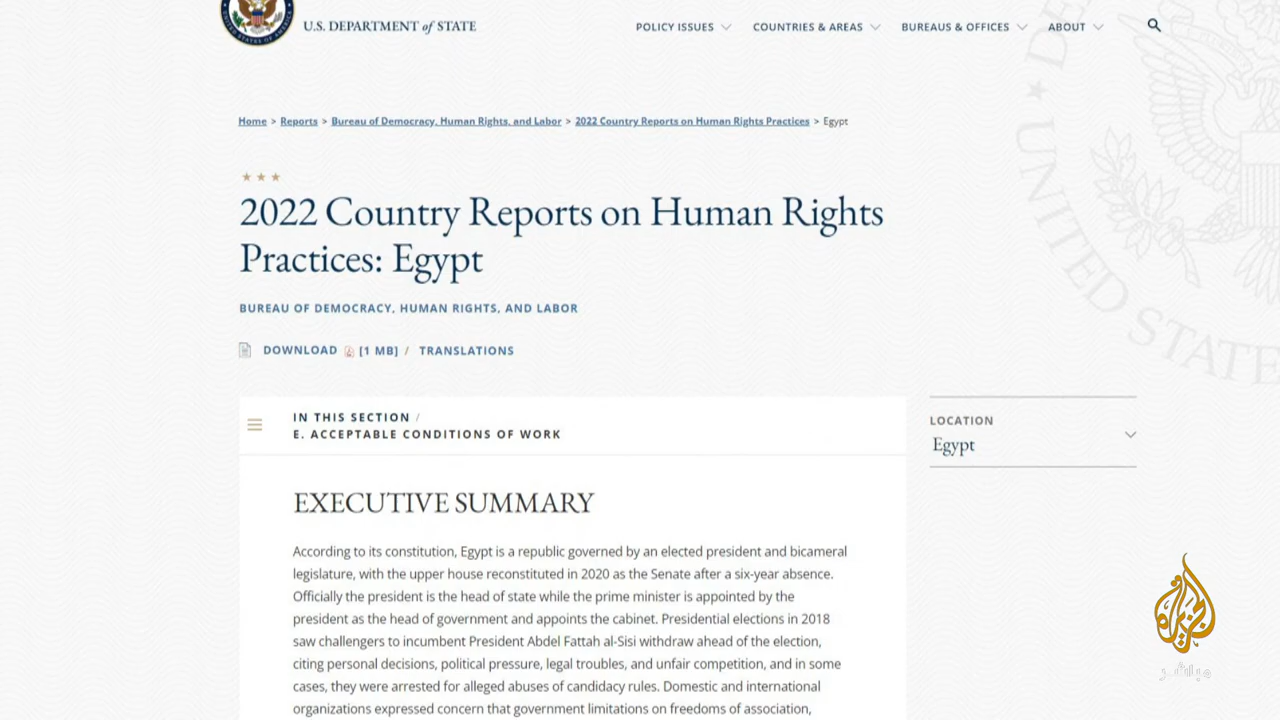 U.S. DEPARTMENT of STATE
POLICY ISSUES COUNTRIES & AREAS BUREAUS & OFFICES ABOUT
Home > Reports > Bureau of Democracy, Human Rights, and Labor > 2022 Country Reports on Human Rights Practices > Egypt
2022 Country Reports on Human Rights
Practices: Egypt
BUREAU OF DEMOCRACY, HUMAN RIGHTS, AND LABOR
DOWNLOAD [1 MB] / TRANSLATIONS
IN THIS SECTION /
E. ACCEPTABLE CONDITIONS OF WORK
LOCATION
Egypt
EXECUTIVE SUMMARY
According to its constitution, Egypt is a republic governed by an elected president and bicameral
legislature, with the upper house reconstituted in 2020 as the Senate after a six-year absence.
Officially the president is the head of state while the prime minister is appointed by the
president as the head of government and appoints the cabinet. Presidential elections in 2018
saw challengers to incumbent President Abdel Fattah al-Sisi withdraw ahead of the election,
citing personal decisions, political pressure, legal troubles, and unfair competition, and in some
cases, they were arrested for alleged abuses of candidacy rules. Domestic and international
organizations expressed concern that government limitations on freedoms of association,
UNITED STATE
الجزيرة
مباشر